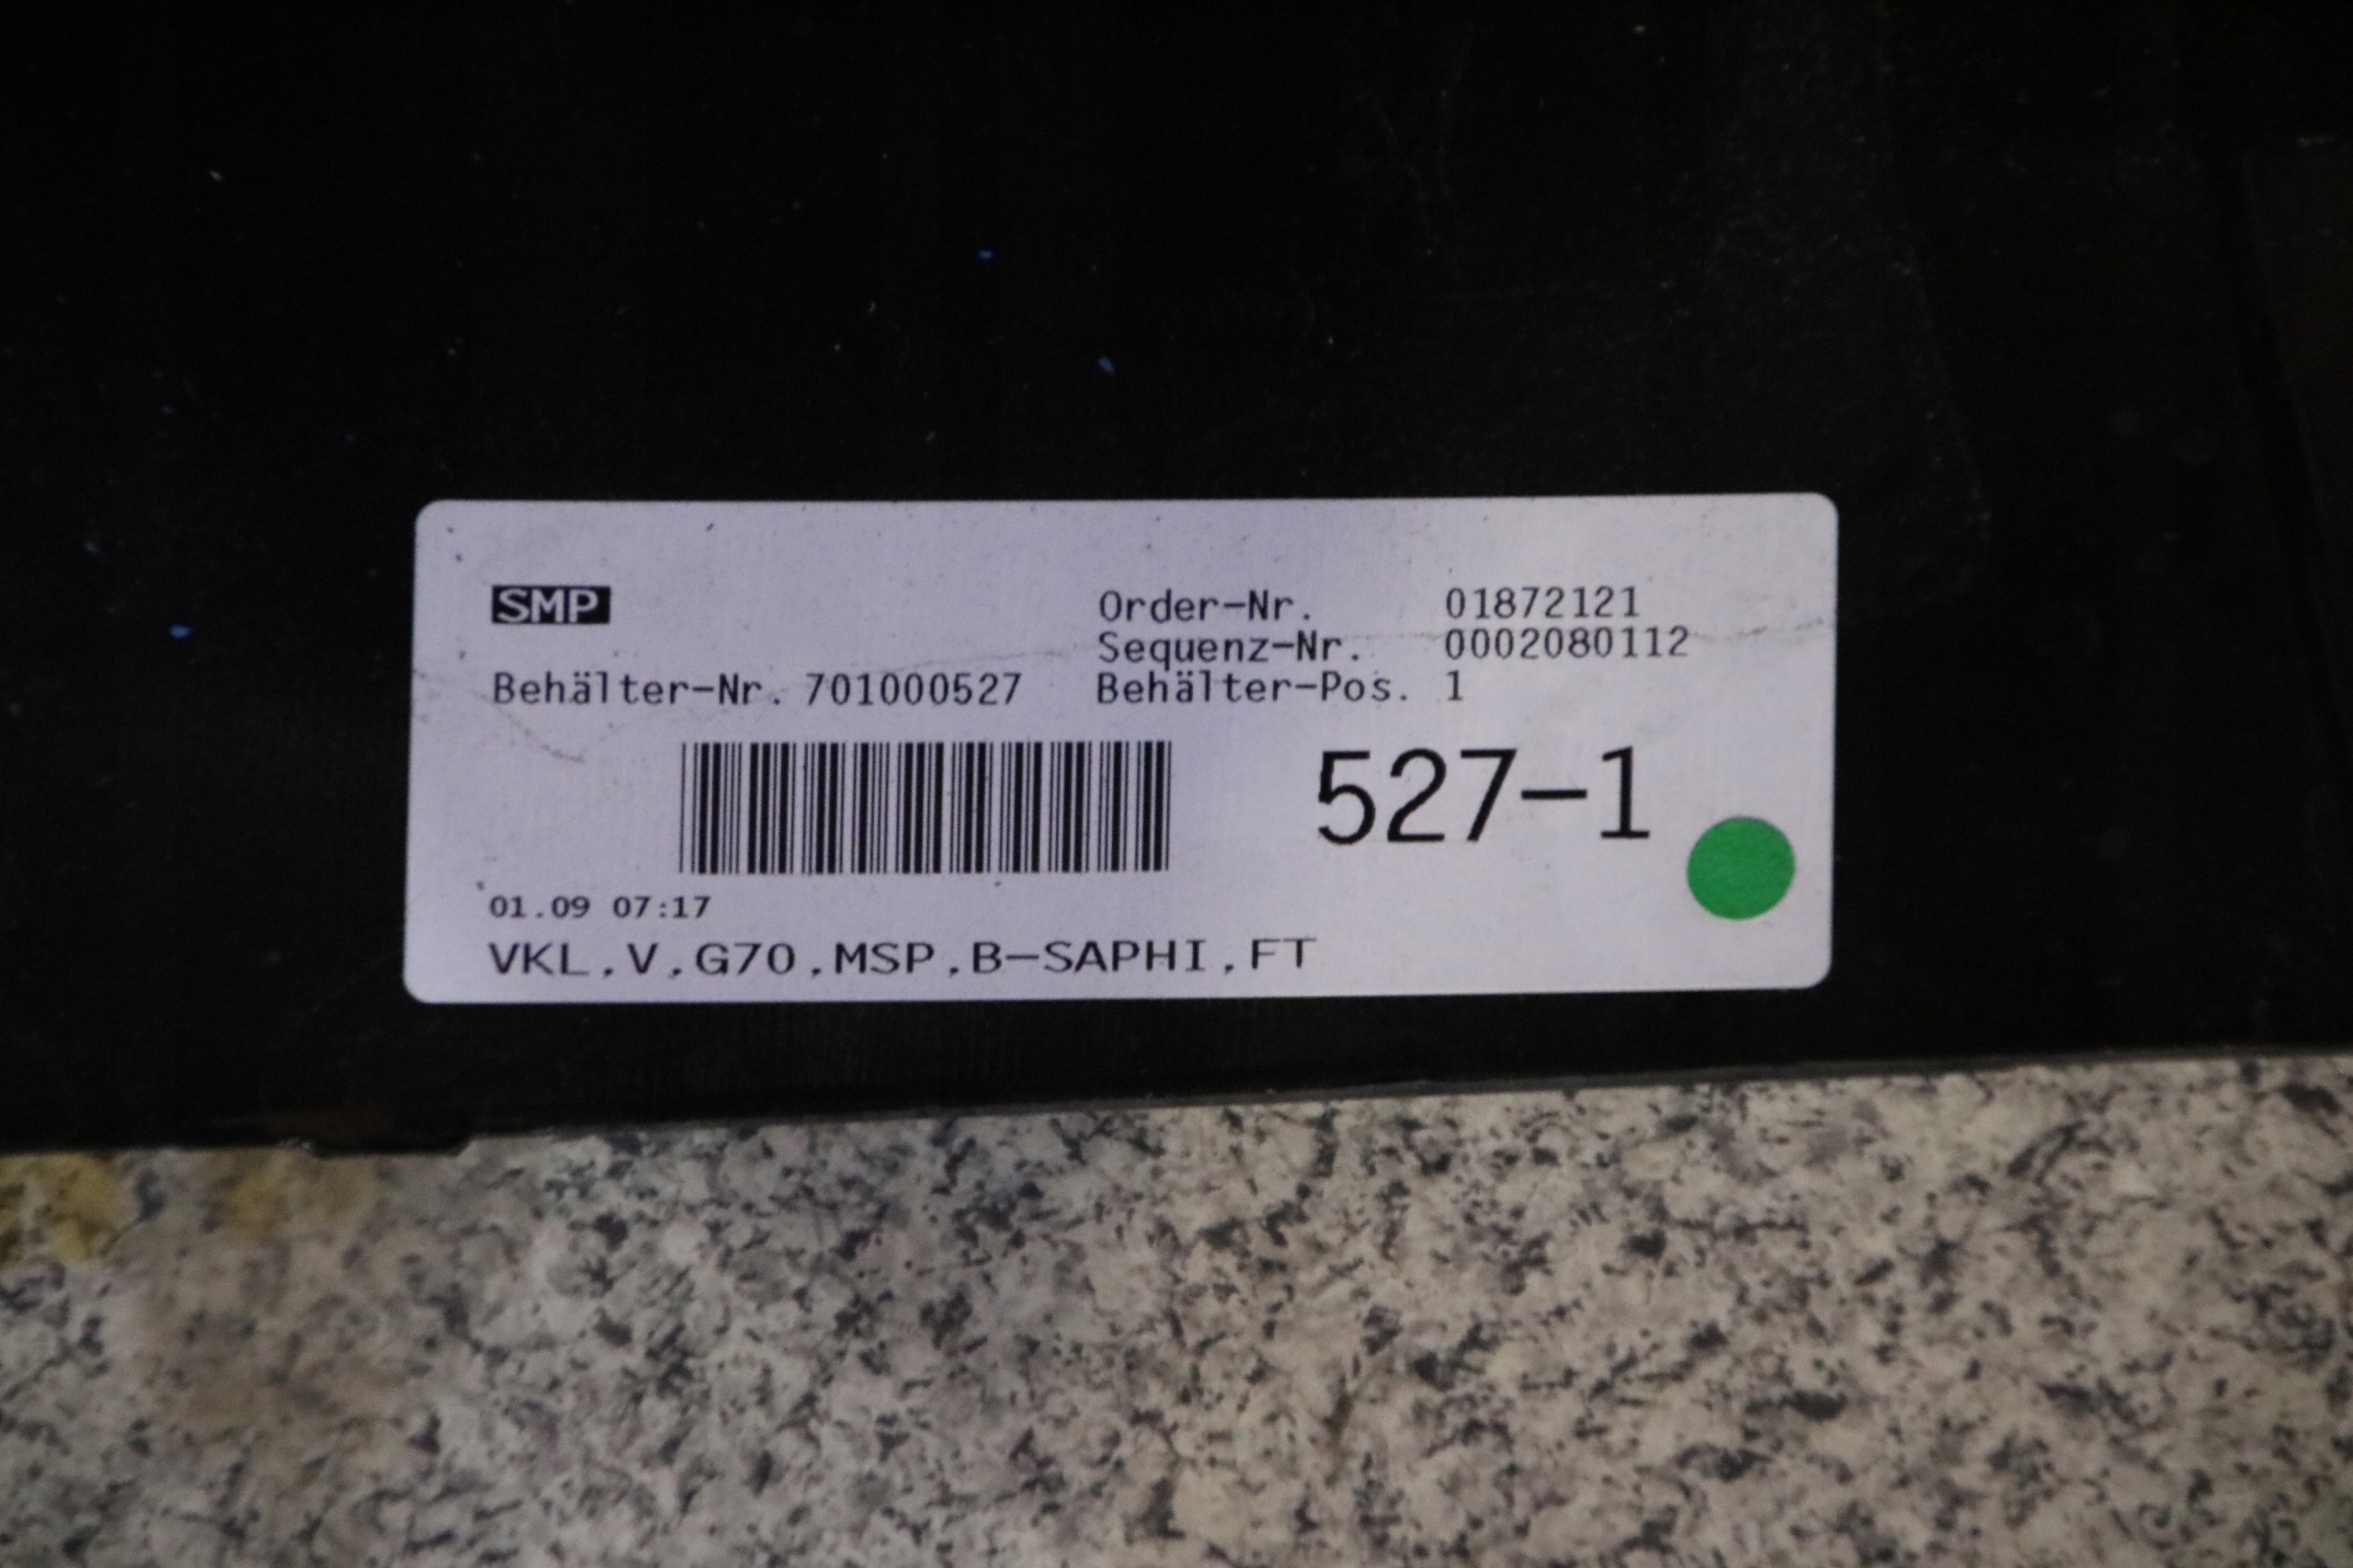 SMP
Order-Nr. 01872121
Sequenz-Nr. 0002080112
Behälter-Nr. 701000527 Behälter-Pos. 1
527-1
01.09 07:17
VKL,V,G70,MSP,B-SAPHI,FT